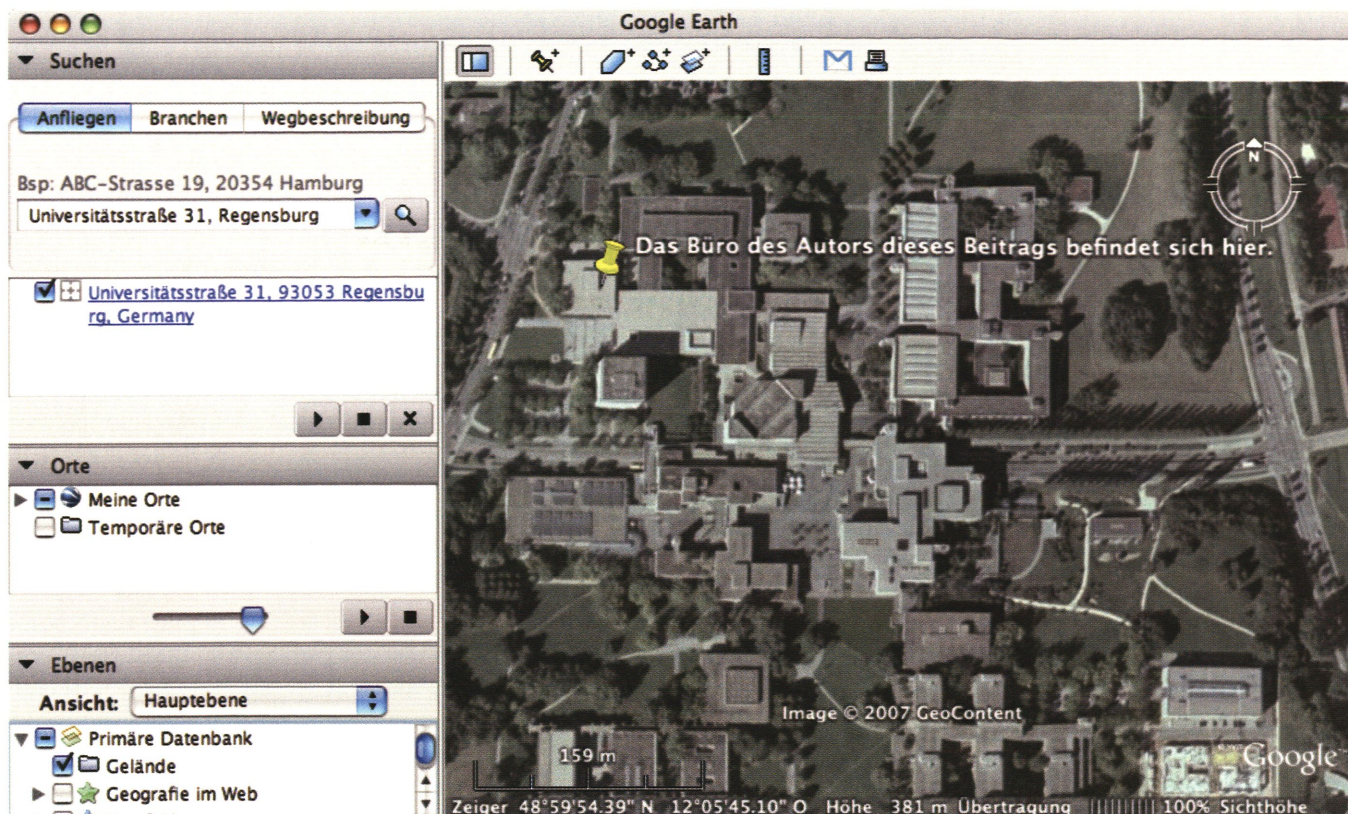 Google Earth
Suchen
Anfliegen Branchen Wegbeschreibung
Bsp: ABC-Strasse 19, 20354 Hamburg
Universitätsstraße 31, Regensburg
Universitätsstraße 31, 93053 Regensbu
rg, Germany
Orte
Meine Orte
Temporäre Orte
Ebenen
Ansicht: Hauptebene
Primäre Datenbank
Gelände
Geografie im Web
N
Das Büro des Autors dieses Beitrags befindet sich hier.
Image © 2007 GeoContent
159 m
Google™
Zeiger 48°59'54.39" N 12°05'45.10" O Höhe 381 m Übertragung |||||||||| 100% Sichthöhe